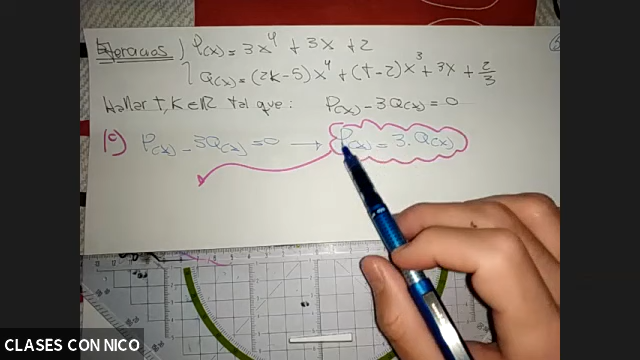 Ejercicios } P(x) = 3x⁴ + 3x + 2
Q(x) = (2k-5)x⁴ + (t-2)x³ + 3x + 2/3
Hallar t, k ∈ ℝ tal que: P(x) - 3Q(x) = 0
P(x) - 3Q(x) = 0 → P(x) = 3. Q(x)
CLASES CON NICO